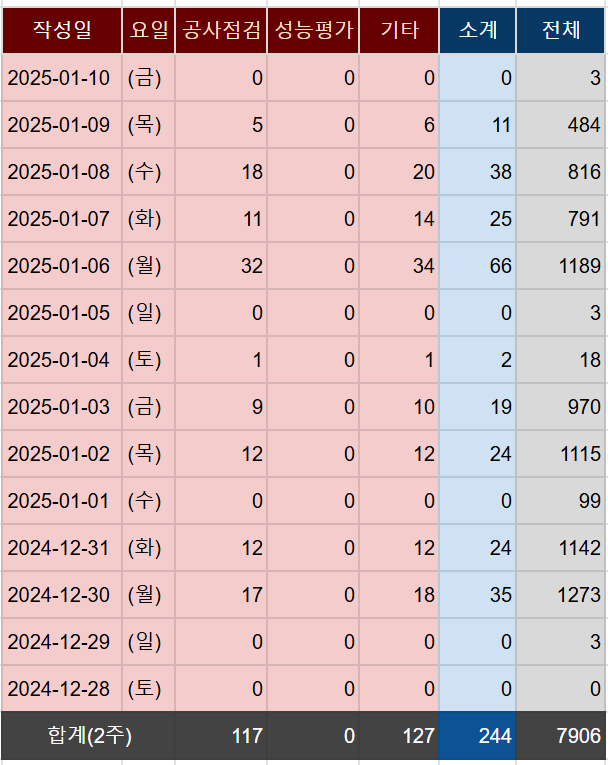 작성일 요일 공사점검 성능평가 기타 소계 전체
2025-01-10 (금) 0 0 0 0 3
2025-01-09 (목) 5 0 6 11 484
2025-01-08 (수) 18 0 20 38 816
2025-01-07 (화) 11 0 14 25 791
2025-01-06 (월) 32 0 34 66 1189
2025-01-05 (일) 0 0 0 0 3
2025-01-04 (토) 1 0 1 2 18
2025-01-03 (금) 9 0 10 19 970
2025-01-02 (목) 12 0 12 24 1115
2025-01-01 (수) 0 0 0 0 99
2024-12-31 (화) 12 0 12 24 1142
2024-12-30 (월) 17 0 18 35 1273
2024-12-29 (일) 0 0 0 0 3
2024-12-28 (토) 0 0 0 0 0
합계(2주) 117 0 127 244 7906